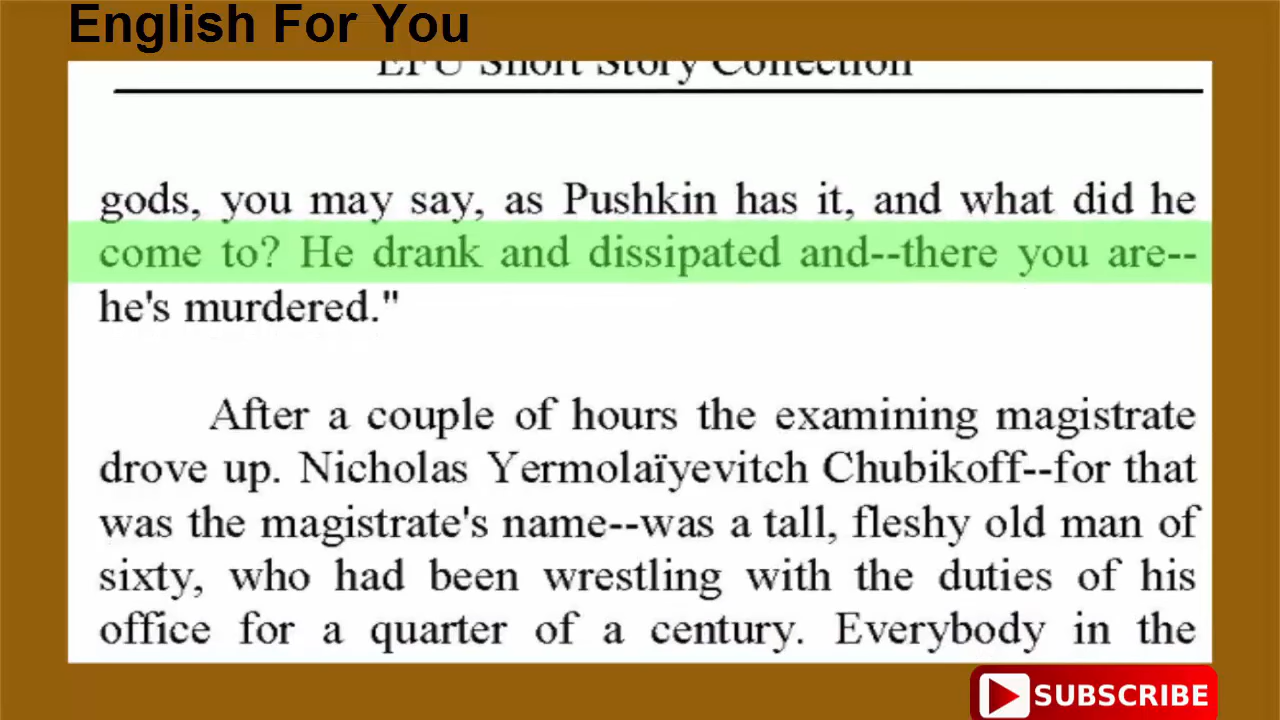 English For You
EFU Short Story Collection
gods, you may say, as Pushkin has it, and what did he
come to? He drank and dissipated and--there you are--
he's murdered."
After a couple of hours the examining magistrate
drove up. Nicholas Yermolaïyevitch Chubikoff--for that
was the magistrate's name--was a tall, fleshy old man of
sixty, who had been wrestling with the duties of his
office for a quarter of a century. Everybody in the
SUBSCRIBE